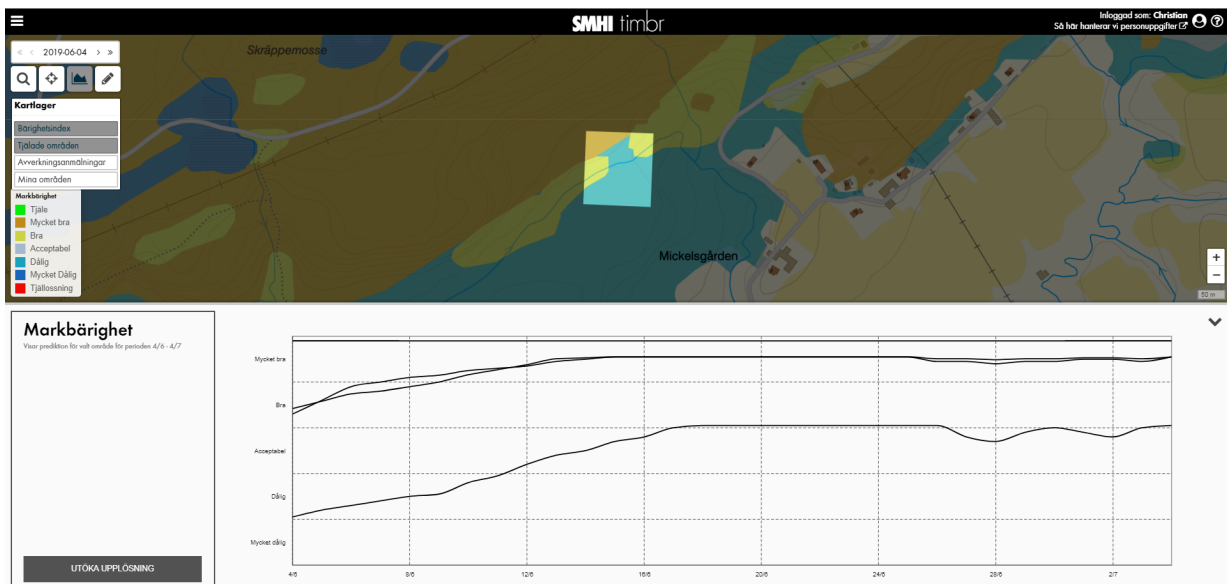 SMHI timbr
Inloggad som: Christian
Så här hanterar vi personuppgifter
« < 2019-06-04 > »
Skräppemosse
Kartlager
Bärighetsindex
Tjälade områden
Avverkningsanmälningar
Mina områden
Markbärighet
Tjäle
Mycket bra
Bra
Acceptabel
Dålig
Mycket Dålig
Tjällossning
Mickelsgården
+
−
50 m
Markbärighet
Visar prediktion för valt område för perioden 4/6 - 4/7
UTÖKA UPPLÖSNING
Mycket bra
Bra
Acceptabel
Dålig
Mycket dålig
4/6 8/6 12/6 16/6 20/6 24/6 28/6 2/7